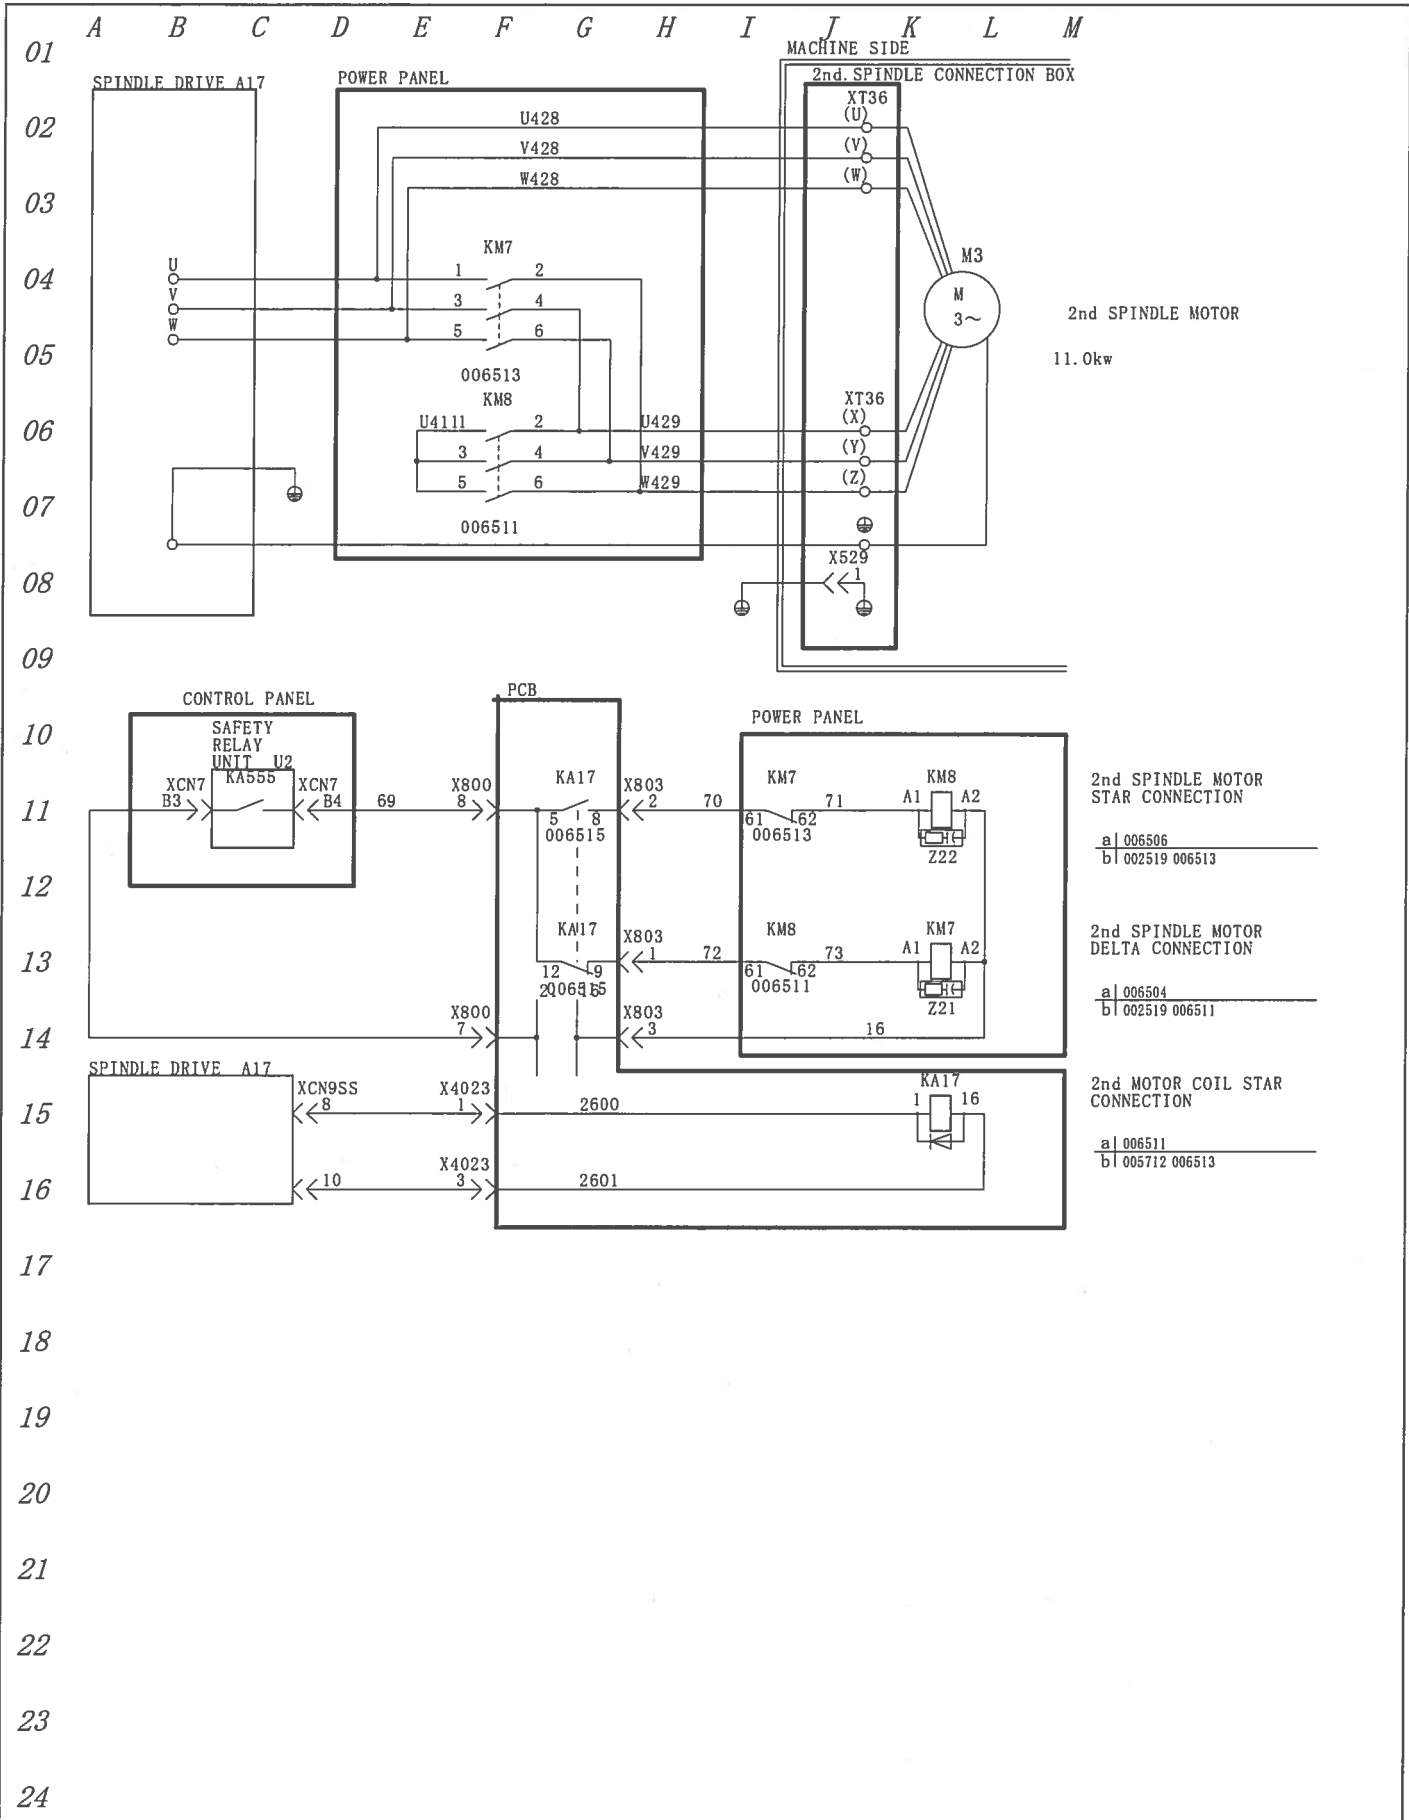 A B C D E F G H I J K L M
01
MACHINE SIDE
SPINDLE DRIVE A17
POWER PANEL
2nd. SPINDLE CONNECTION BOX
XT36
02
U428
(U)
V428
(V)
W428
(W)
03
KM7
M3
04
U
1 2
V
3 4
M
3~
2nd SPINDLE MOTOR
W
5 6
05
11.0kw
006513
KM8
XT36
06
U4111 2
U429
(X)
3 4
V429
(Y)
5 6
W429
(Z)
07
006511
X529
08
1
09
CONTROL PANEL
PCB
POWER PANEL
10
SAFETY
RELAY
UNIT U2
XCN7
KA555
XCN7
X800
KA17
X803
KM7
KM8
2nd SPINDLE MOTOR
STAR CONNECTION
11
B3
B4
69
8
5 8
2
70
61 62
71
A1 A2
006515
006513
Z22
a 006506
b 002519 006513
12
KA17
X803
KM8
KM7
2nd SPINDLE MOTOR
DELTA CONNECTION
13
12 9
1
72
61 62
73
A1 A2
006515
006511
Z21
a 006504
b 002519 006511
X800
X803
14
7
3
16
SPINDLE DRIVE A17
XCN9SS
X4023
KA17
2nd MOTOR COIL STAR
CONNECTION
15
8
1
2600
1 16
a 006511
b 005712 006513
X4023
16
10
3
2601
17
18
19
20
21
22
23
24